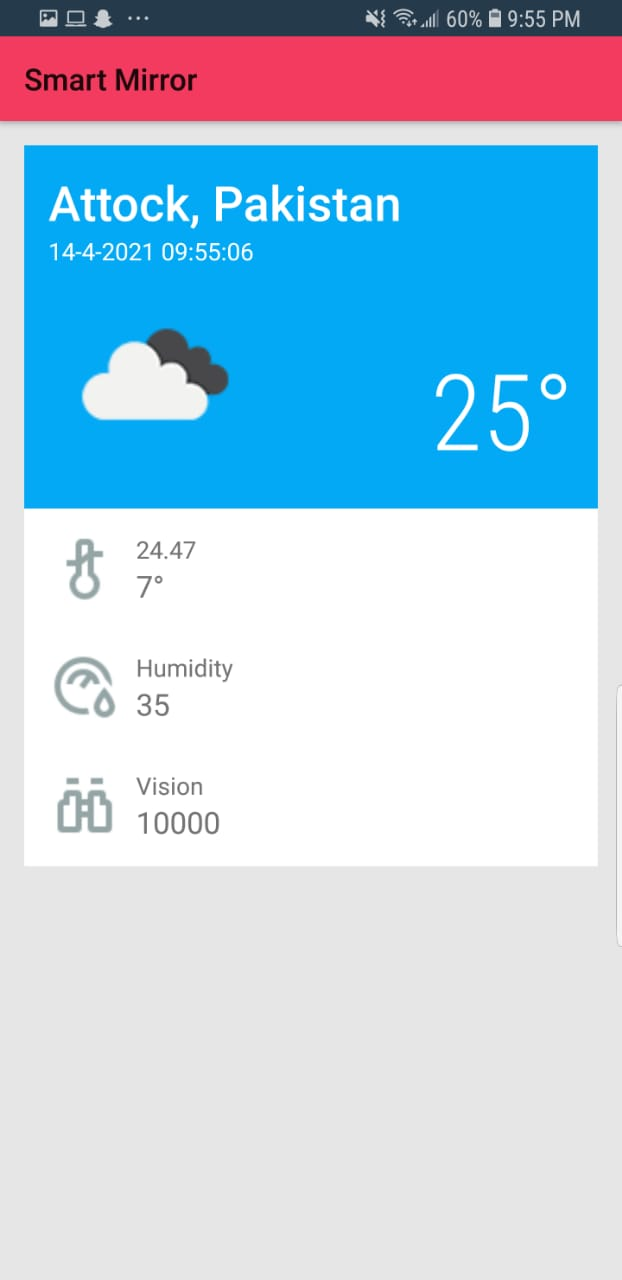 60% 9:55 PM
Smart Mirror
Attock, Pakistan
14-4-2021 09:55:06
25°
24.47
7°
Humidity
35
Vision
10000